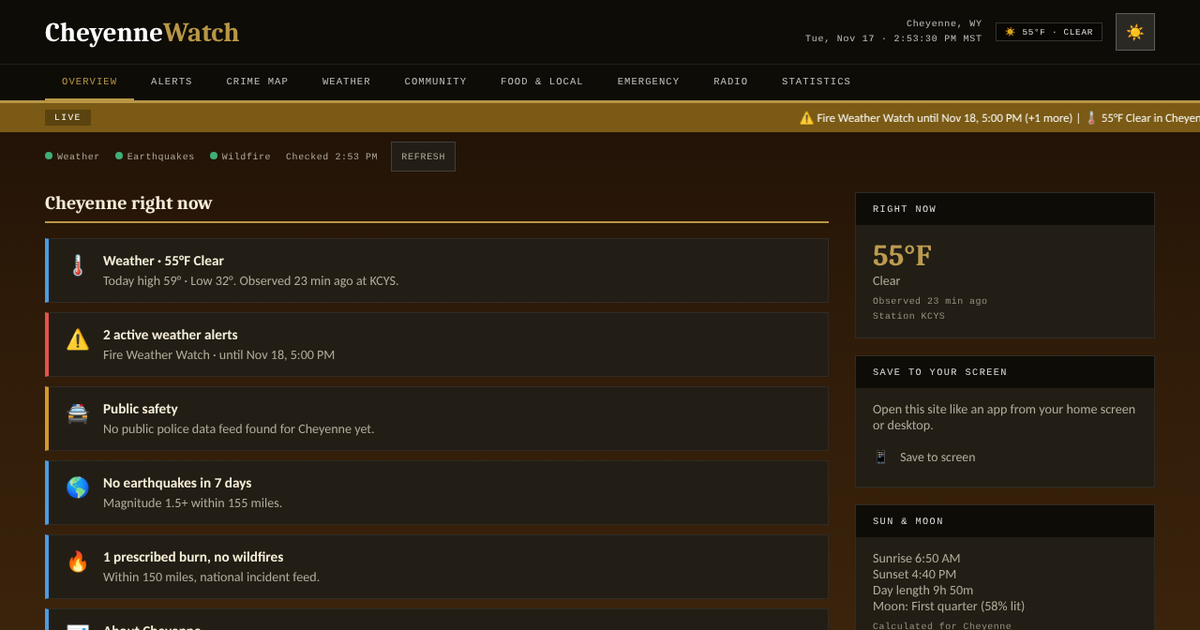 CheyenneWatch
Cheyenne, WY
Tue, Nov 17 · 2:53:30 PM MST
55°F · CLEAR
OVERVIEW ALERTS CRIME MAP WEATHER COMMUNITY FOOD & LOCAL EMERGENCY RADIO STATISTICS
LIVE
Fire Weather Watch until Nov 18, 5:00 PM (+1 more) | 55°F Clear in Cheyen
Weather Earthquakes Wildfire Checked 2:53 PM REFRESH
Cheyenne right now
Weather · 55°F Clear
Today high 59° · Low 32°. Observed 23 min ago at KCYS.
2 active weather alerts
Fire Weather Watch · until Nov 18, 5:00 PM
Public safety
No public police data feed found for Cheyenne yet.
No earthquakes in 7 days
Magnitude 1.5+ within 155 miles.
1 prescribed burn, no wildfires
Within 150 miles, national incident feed.
About Cheyenne
RIGHT NOW
55°F
Clear
Observed 23 min ago
Station KCYS
SAVE TO YOUR SCREEN
Open this site like an app from your home screen
or desktop.
Save to screen
SUN & MOON
Sunrise 6:50 AM
Sunset 4:40 PM
Day length 9h 50m
Moon: First quarter (58% lit)
Calculated for Cheyenne